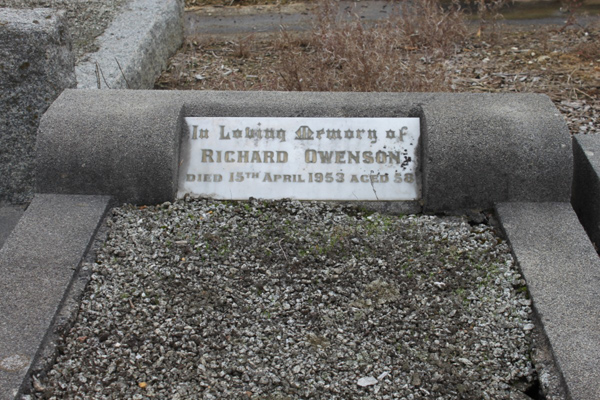 In Loving Memory of
RICHARD OWENSON
DIED 15TH APRIL 1953 AGED 58